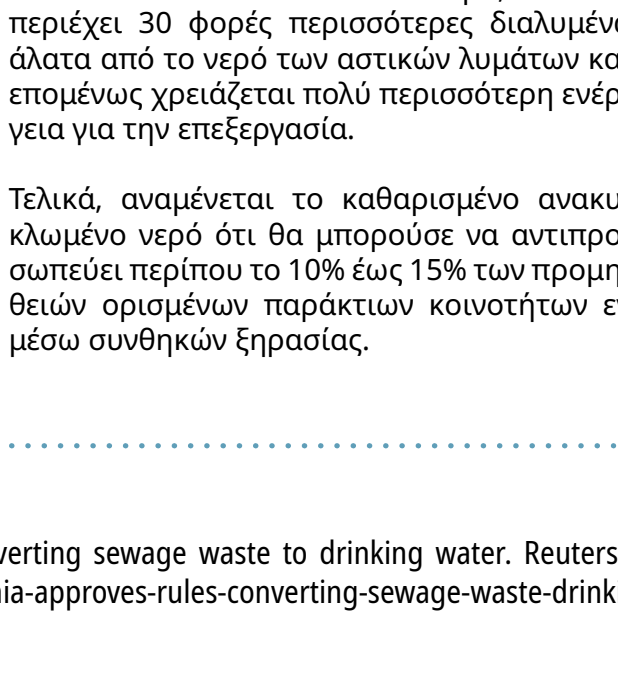 περιέχει 30 φορές περισσότερες διαλυμένα
άλατα από το νερό των αστικών λυμάτων κα
επομένως χρειάζεται πολύ περισσότερη ενέρ
γεια για την επεξεργασία.
Τελικά, αναμένεται το καθαρισμένο ανακυ
κλωμένο νερό ότι θα μπορούσε να αντιπρο
σωπεύει περίπου το 10% έως 15% των προμη
θειών ορισμένων παράκτιων κοινοτήτων εν
μέσω συνθηκών ξηρασίας.
verting sewage waste to drinking water. Reuters
nia-approves-rules-converting-sewage-waste-drinki